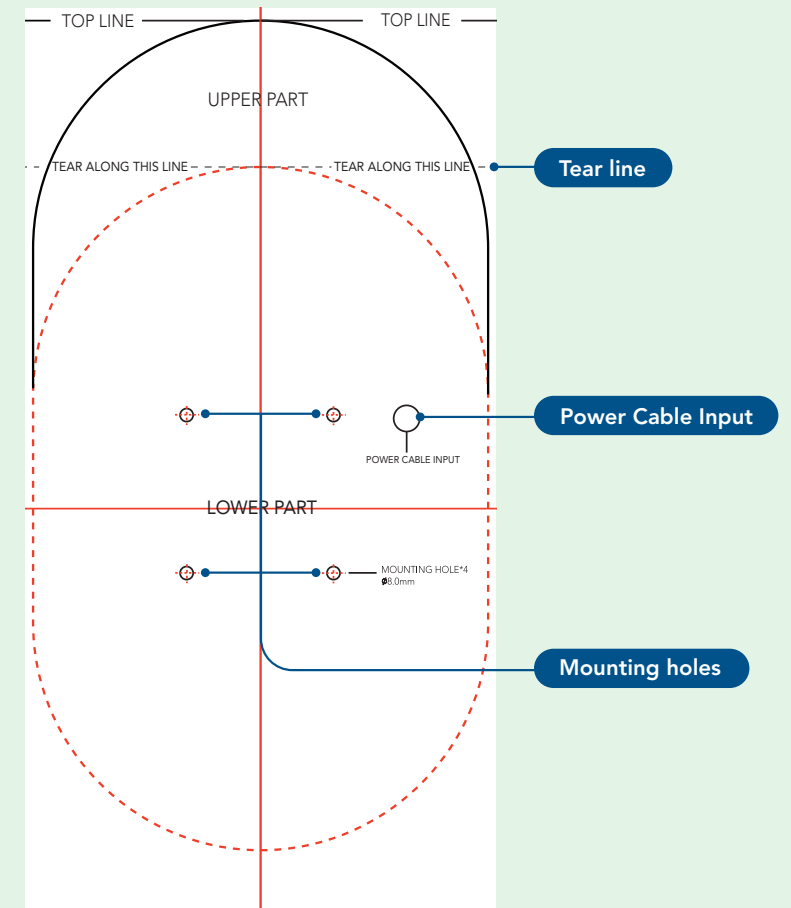 TOP LINE TOP LINE
UPPER PART
TEAR ALONG THIS LINE TEAR ALONG THIS LINE
Tear line
Power Cable Input
POWER CABLE INPUT
LOWER PART
MOUNTING HOLE*4
Ø8.0mm
Mounting holes